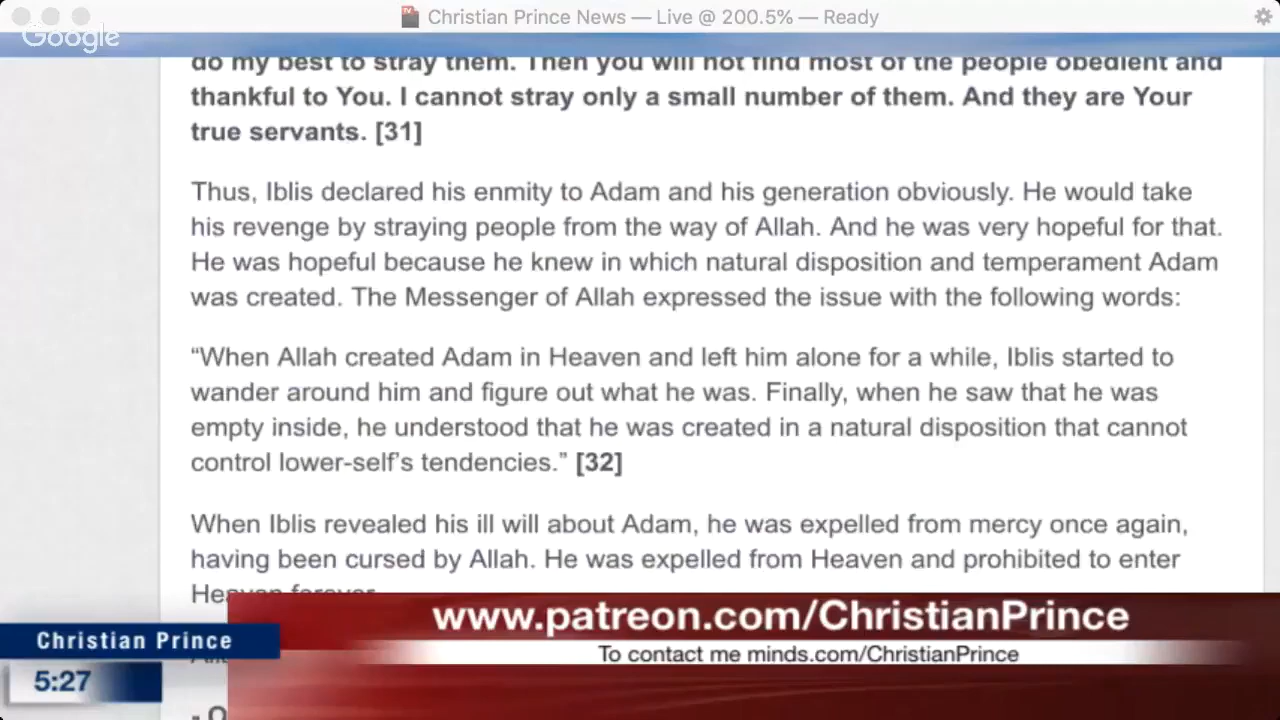 Christian Prince News — Live @ 200.5% — Ready
Google
do my best to stray them. Then you will not find most of the people obedient and
thankful to You. I cannot stray only a small number of them. And they are Your
true servants. [31]
Thus, Iblis declared his enmity to Adam and his generation obviously. He would take
his revenge by straying people from the way of Allah. And he was very hopeful for that.
He was hopeful because he knew in which natural disposition and temperament Adam
was created. The Messenger of Allah expressed the issue with the following words:
“When Allah created Adam in Heaven and left him alone for a while, Iblis started to
wander around him and figure out what he was. Finally, when he saw that he was
empty inside, he understood that he was created in a natural disposition that cannot
control lower-self’s tendencies.” [32]
When Iblis revealed his ill will about Adam, he was expelled from mercy once again,
having been cursed by Allah. He was expelled from Heaven and prohibited to enter
Heaven forever.
www.patreon.com/ChristianPrince
Christian Prince
To contact me minds.com/ChristianPrince
5:27